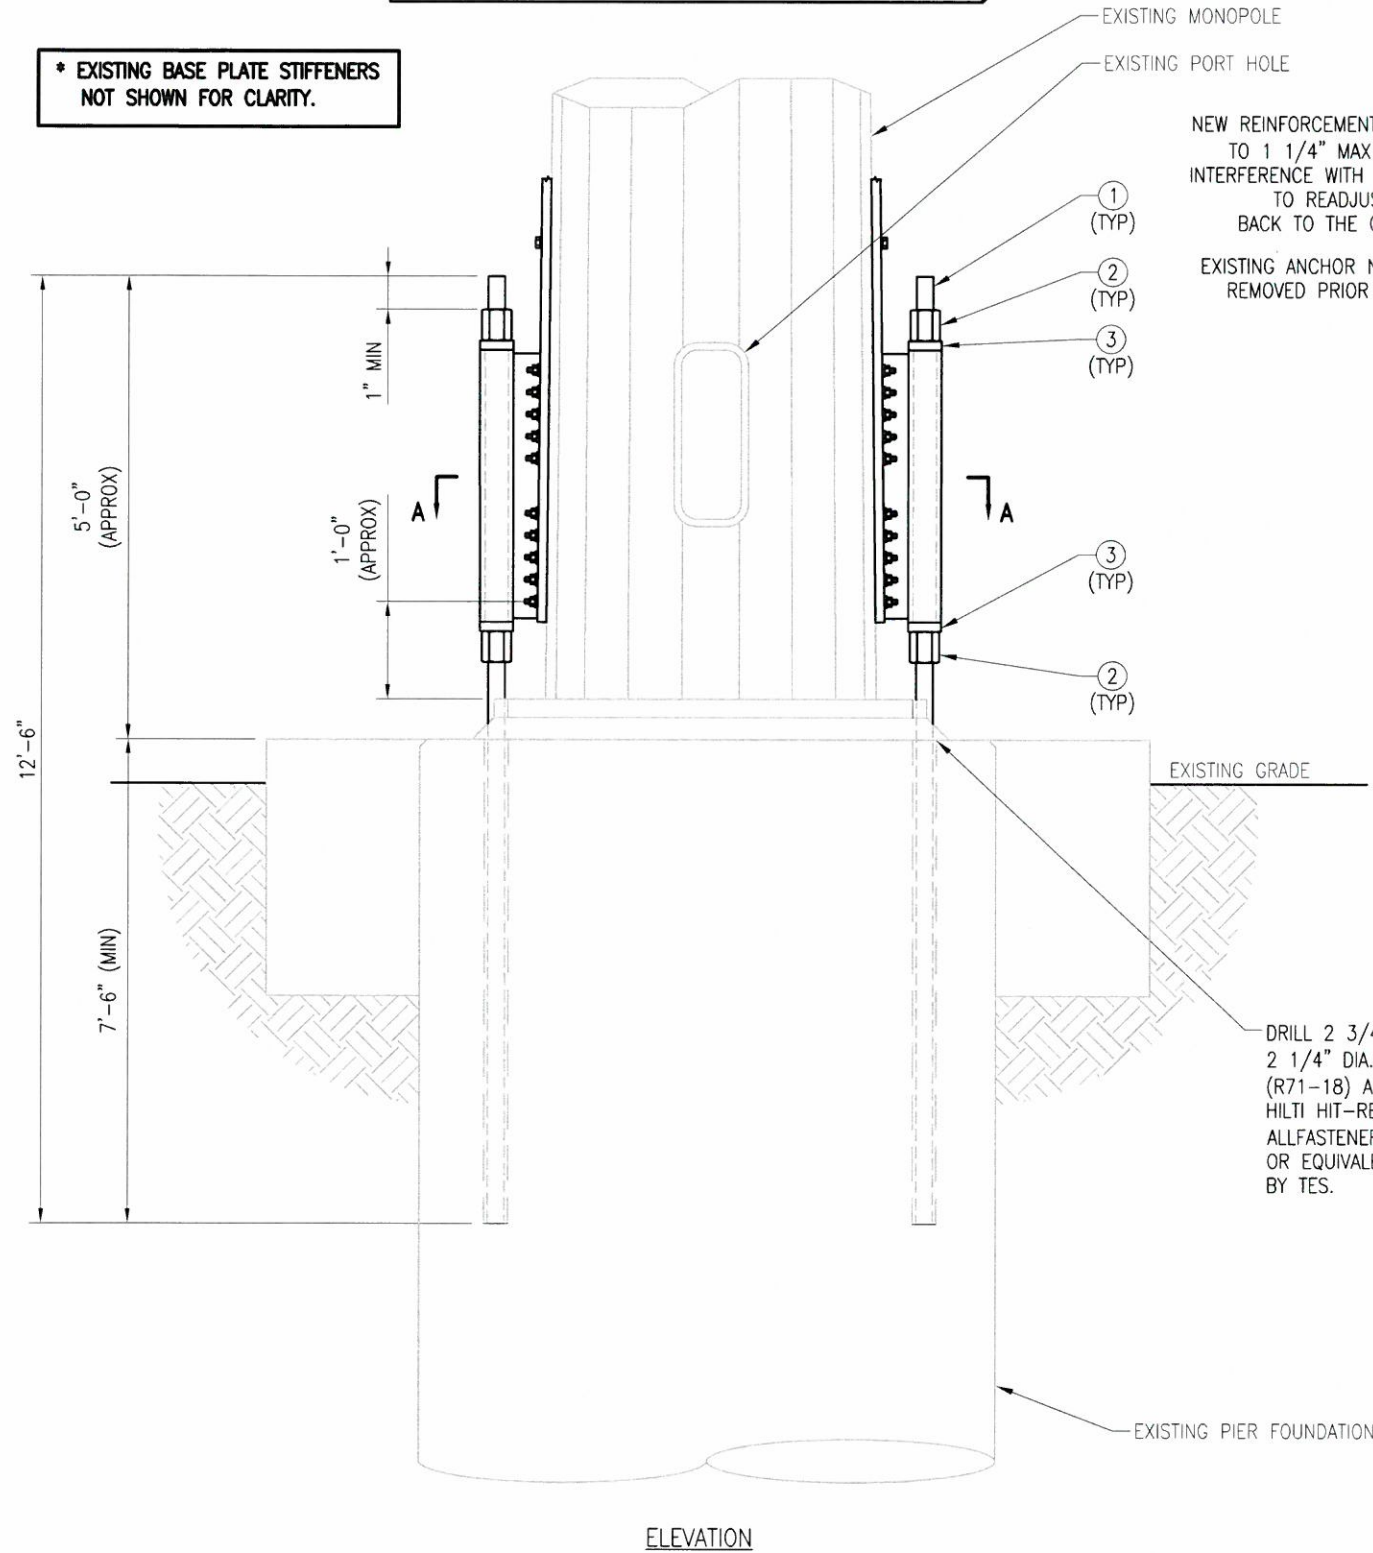 * EXISTING BASE PLATE STIFFENERS
NOT SHOWN FOR CLARITY.
EXISTING MONOPOLE
EXISTING PORT HOLE
NEW REINFORCEMENT
TO 1 1/4" MAX
INTERFERENCE WITH
TO READJUS
BACK TO THE
EXISTING ANCHOR
REMOVED PRIOR
1
(TYP)
2
(TYP)
3
(TYP)
1" MIN
5'-0"
(APPROX)
1'-0"
(APPROX)
A
A
3
(TYP)
2
(TYP)
12'-6"
7'-6" (MIN)
EXISTING GRADE
DRILL 2 3/4
2 1/4" DIA.
(R71-18) A
HILTI HIT-RE
ALLFASTENER
OR EQUIVALE
BY TES.
EXISTING PIER FOUNDATION
ELEVATION